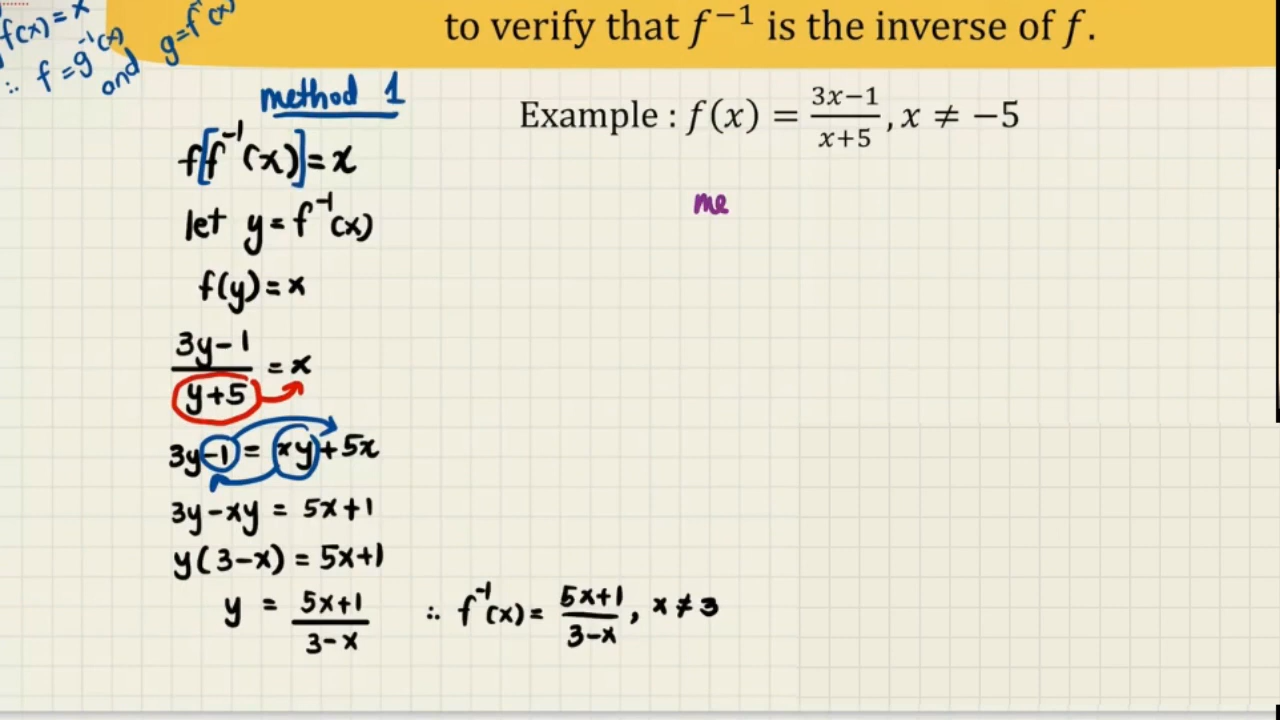 f(x) = x
∴ f = g⁻¹(x)
and g = f⁻¹(x)
to verify that f⁻¹ is the inverse of f.
method 1
f[f⁻¹(x)] = x
let y = f⁻¹(x)
f(y) = x
3y-1
y+5
= x
3y-1 = xy+5x
3y-xy = 5x+1
y(3-x) = 5x+1
y = 5x+1
3-x
∴ f⁻¹(x) = 5x+1
3-x
, x ≠ 3
Example : f(x) = 3x−1
x+5
, x ≠ −5
me